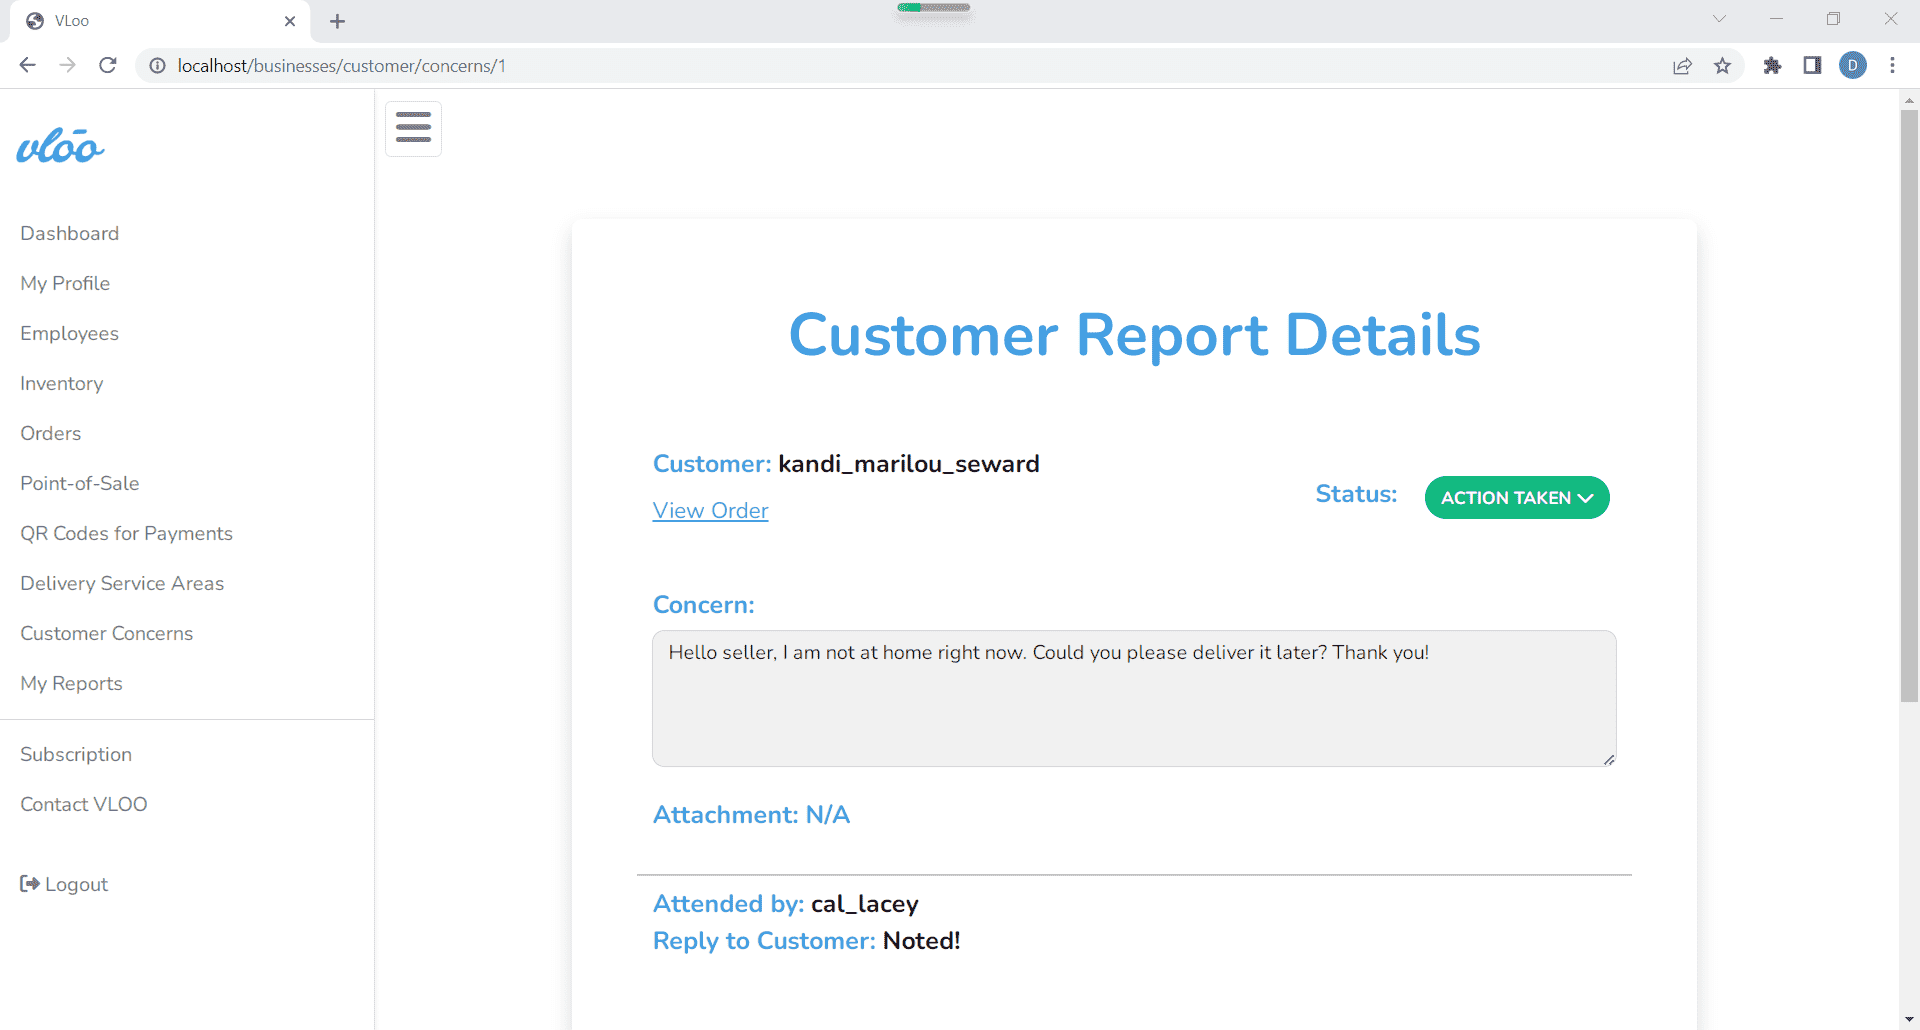 VLoo
localhost/businesses/customer/concerns/1
D
vlōo
Dashboard
My Profile
Employees
Inventory
Orders
Point-of-Sale
QR Codes for Payments
Delivery Service Areas
Customer Concerns
My Reports
Subscription
Contact VLOO
Logout
Customer Report Details
Customer: kandi_marilou_seward
View Order
Status: ACTION TAKEN
Concern:
Hello seller, I am not at home right now. Could you please deliver it later? Thank you!
Attachment: N/A
Attended by: cal_lacey
Reply to Customer: Noted!